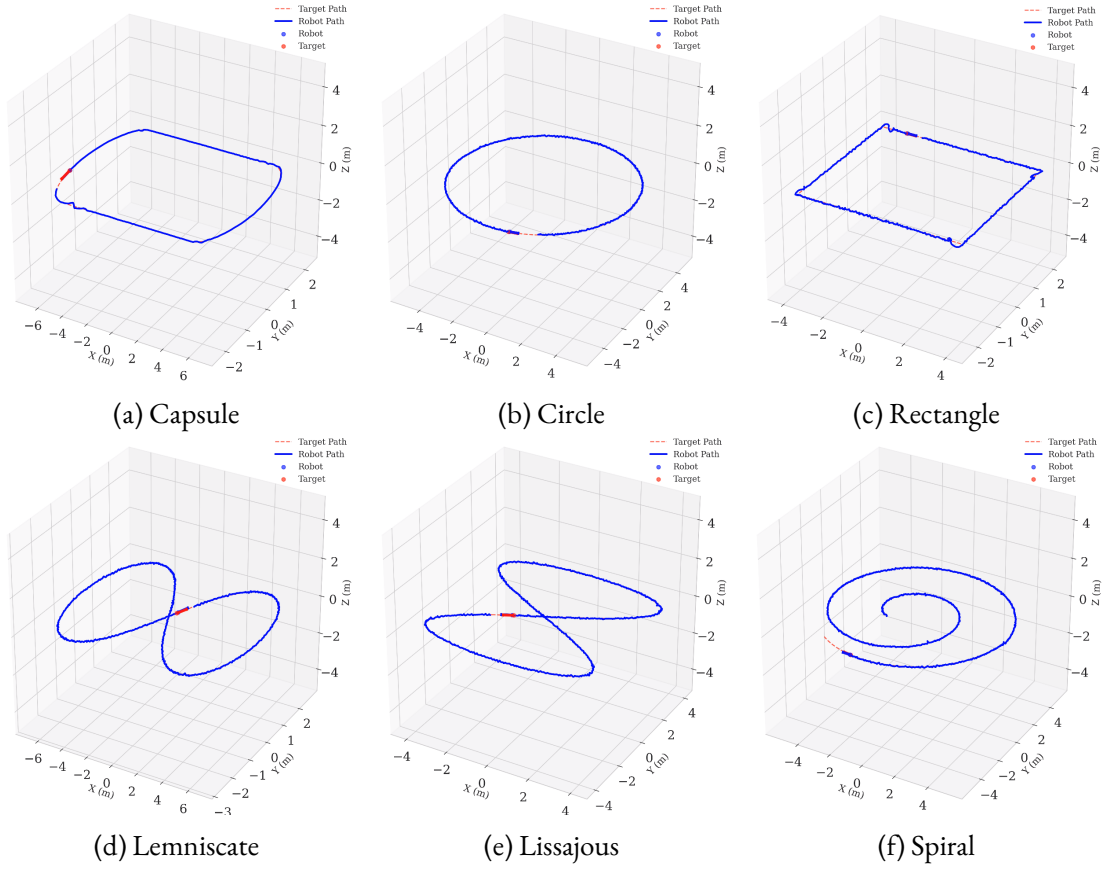 Target Path
Robot Path
Robot
Target
4
2
0
−2
−4
Z (m)
−6
−4
−2
0
2
4
6
X (m)
−2
−1
0
1
2
Y (m)
(a) Capsule
Target Path
Robot Path
Robot
Target
4
2
0
−2
−4
Z (m)
−4
−2
0
2
4
X (m)
−4
−2
0
2
4
Y (m)
(b) Circle
Target Path
Robot Path
Robot
Target
4
2
0
−2
−4
Z (m)
−4
−2
0
2
4
X (m)
−2
−1
0
1
2
Y (m)
(c) Rectangle
Target Path
Robot Path
Robot
Target
4
2
0
−2
−4
Z (m)
−6
−4
−2
0
2
4
6
X (m)
−3
−2
−1
0
1
2
Y (m)
(d) Lemniscate
Target Path
Robot Path
Robot
Target
4
2
0
−2
−4
Z (m)
−4
−2
0
2
4
X (m)
−4
−2
0
2
4
Y (m)
(e) Lissajous
Target Path
Robot Path
Robot
Target
4
2
0
−2
−4
Z (m)
−4
−2
0
2
4
X (m)
−4
−2
0
2
4
Y (m)
(f) Spiral